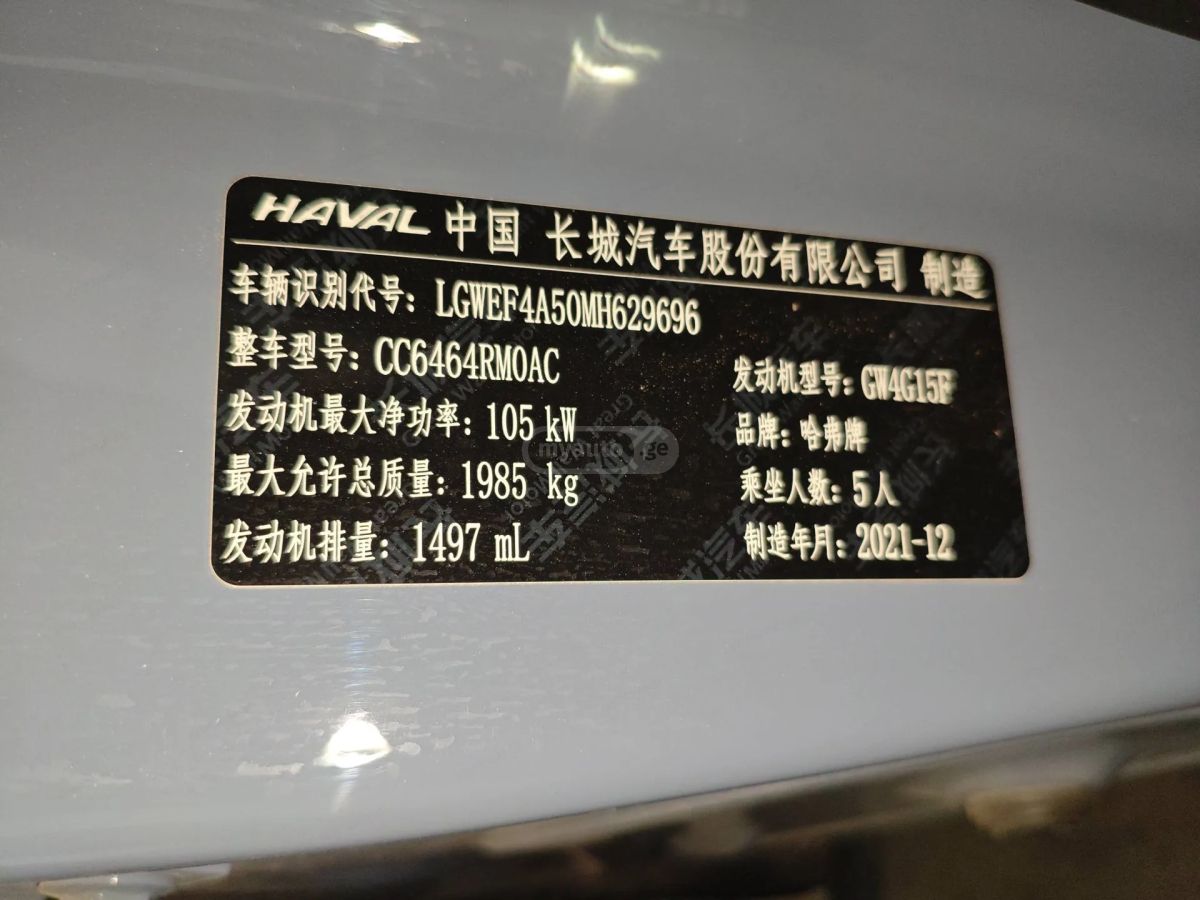 HAVAL 中国 长城汽车股份有限公司 制造
车辆识别代号: LGWEF4A50MH629696
整车型号: CC6464RM0AC
发动机型号: GW4G15F
发动机最大净功率: 105 kW
品牌: 哈弗牌
最大允许总质量: 1985 kg
乘坐人数: 5人
发动机排量: 1497 mL
制造年月: 2021-12
myauto.ge